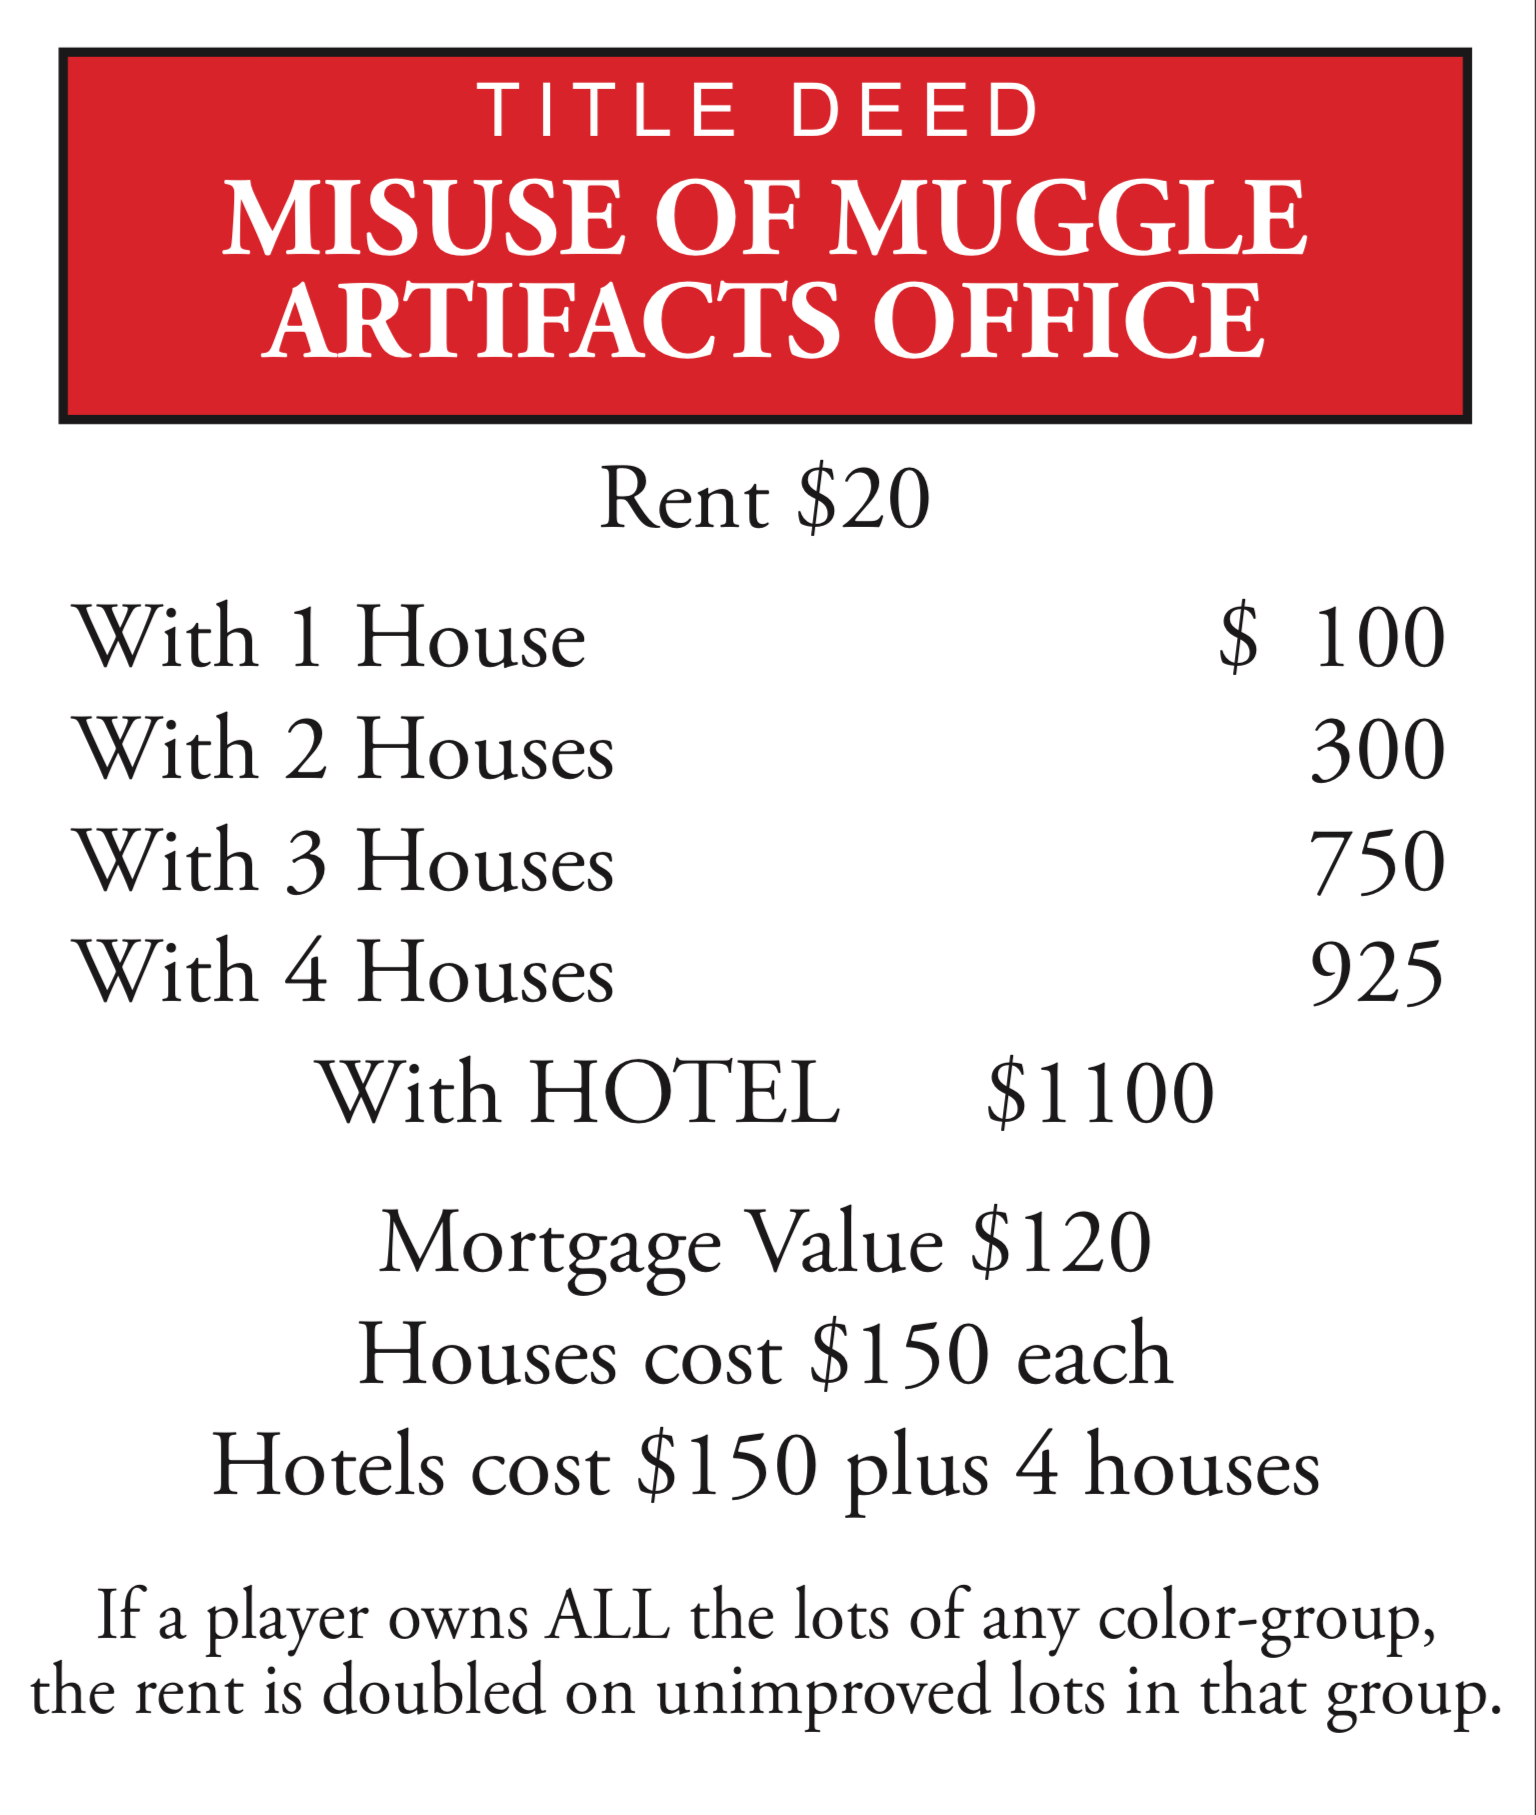 TITLE DEED
MISUSE OF MUGGLE
ARTIFACTS OFFICE
Rent $20
With 1 House $ 100
With 2 Houses 300
With 3 Houses 750
With 4 Houses 925
With HOTEL $1100
Mortgage Value $120
Houses cost $150 each
Hotels cost $150 plus 4 houses
If a player owns ALL the lots of any color-group,
the rent is doubled on unimproved lots in that group.